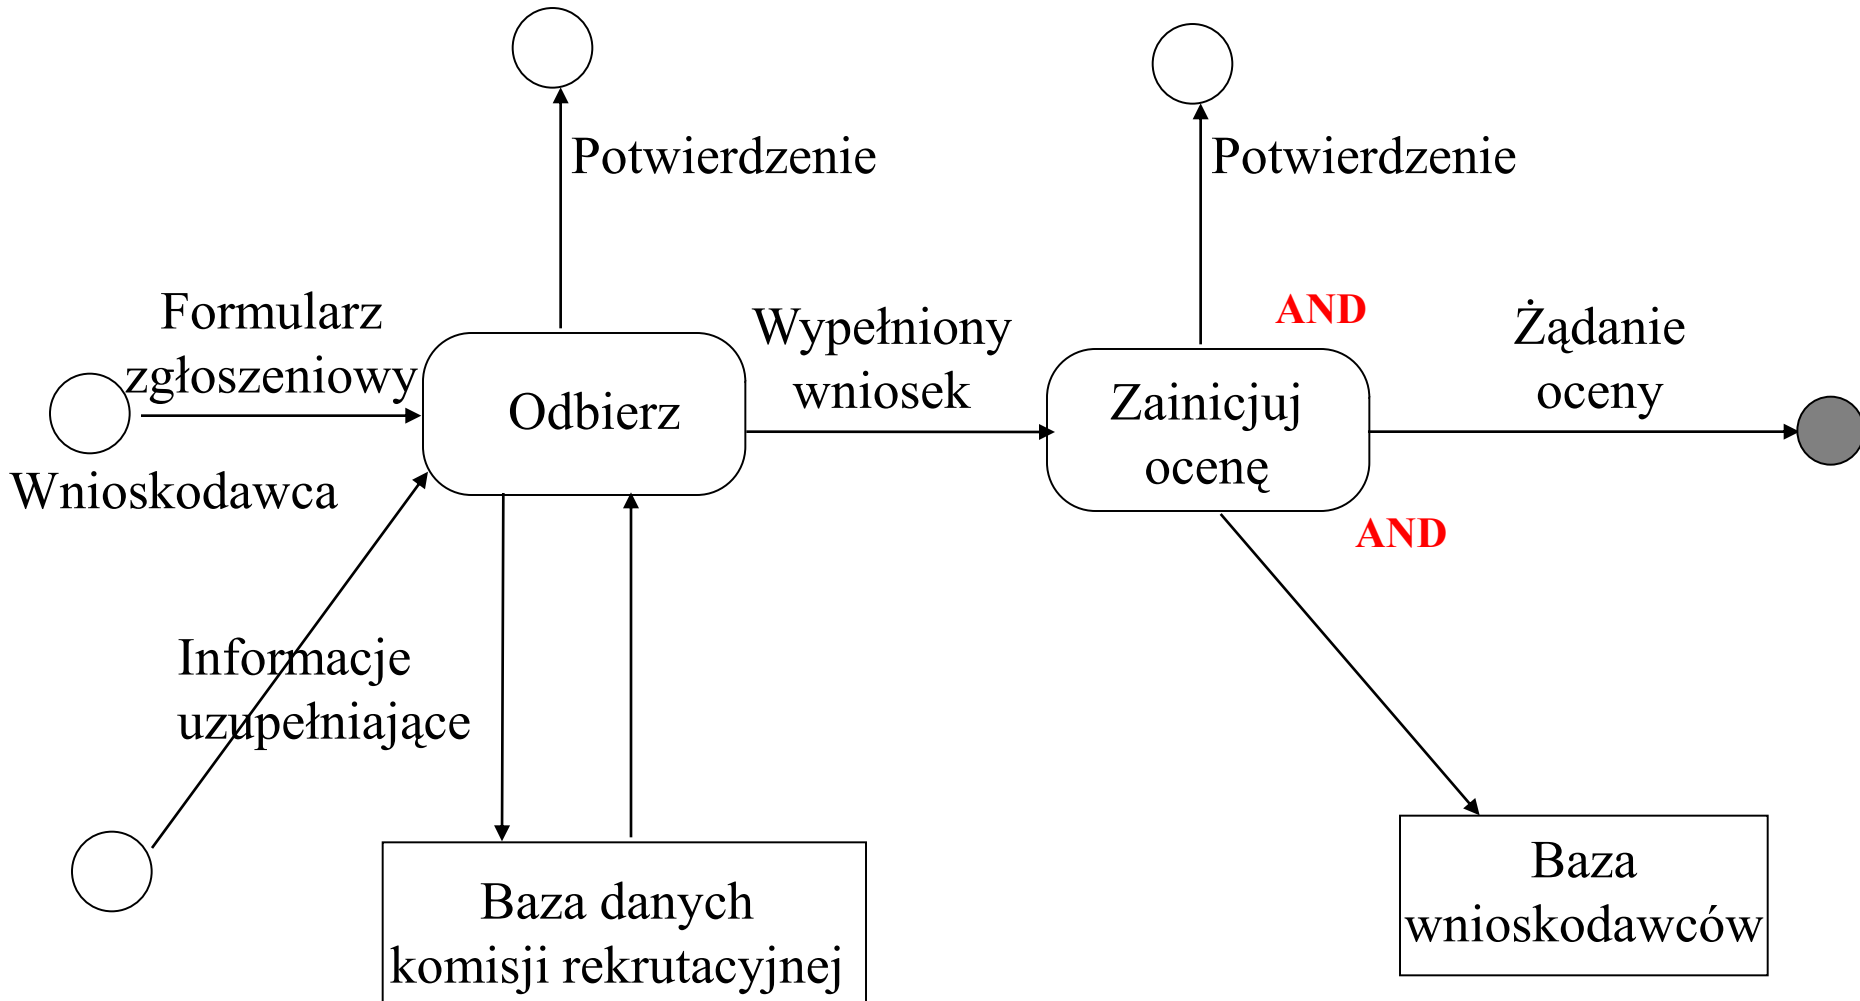 Potwierdzenie
Potwierdzenie
Formularz
zgłoszeniowy
Wnioskodawca
Odbierz
Wypełniony
wniosek
AND
Zainicjuj
ocenę
AND
Żądanie
oceny
Informacje
uzupełniające
Baza danych
komisji rekrutacyjnej
Baza
wnioskodawców